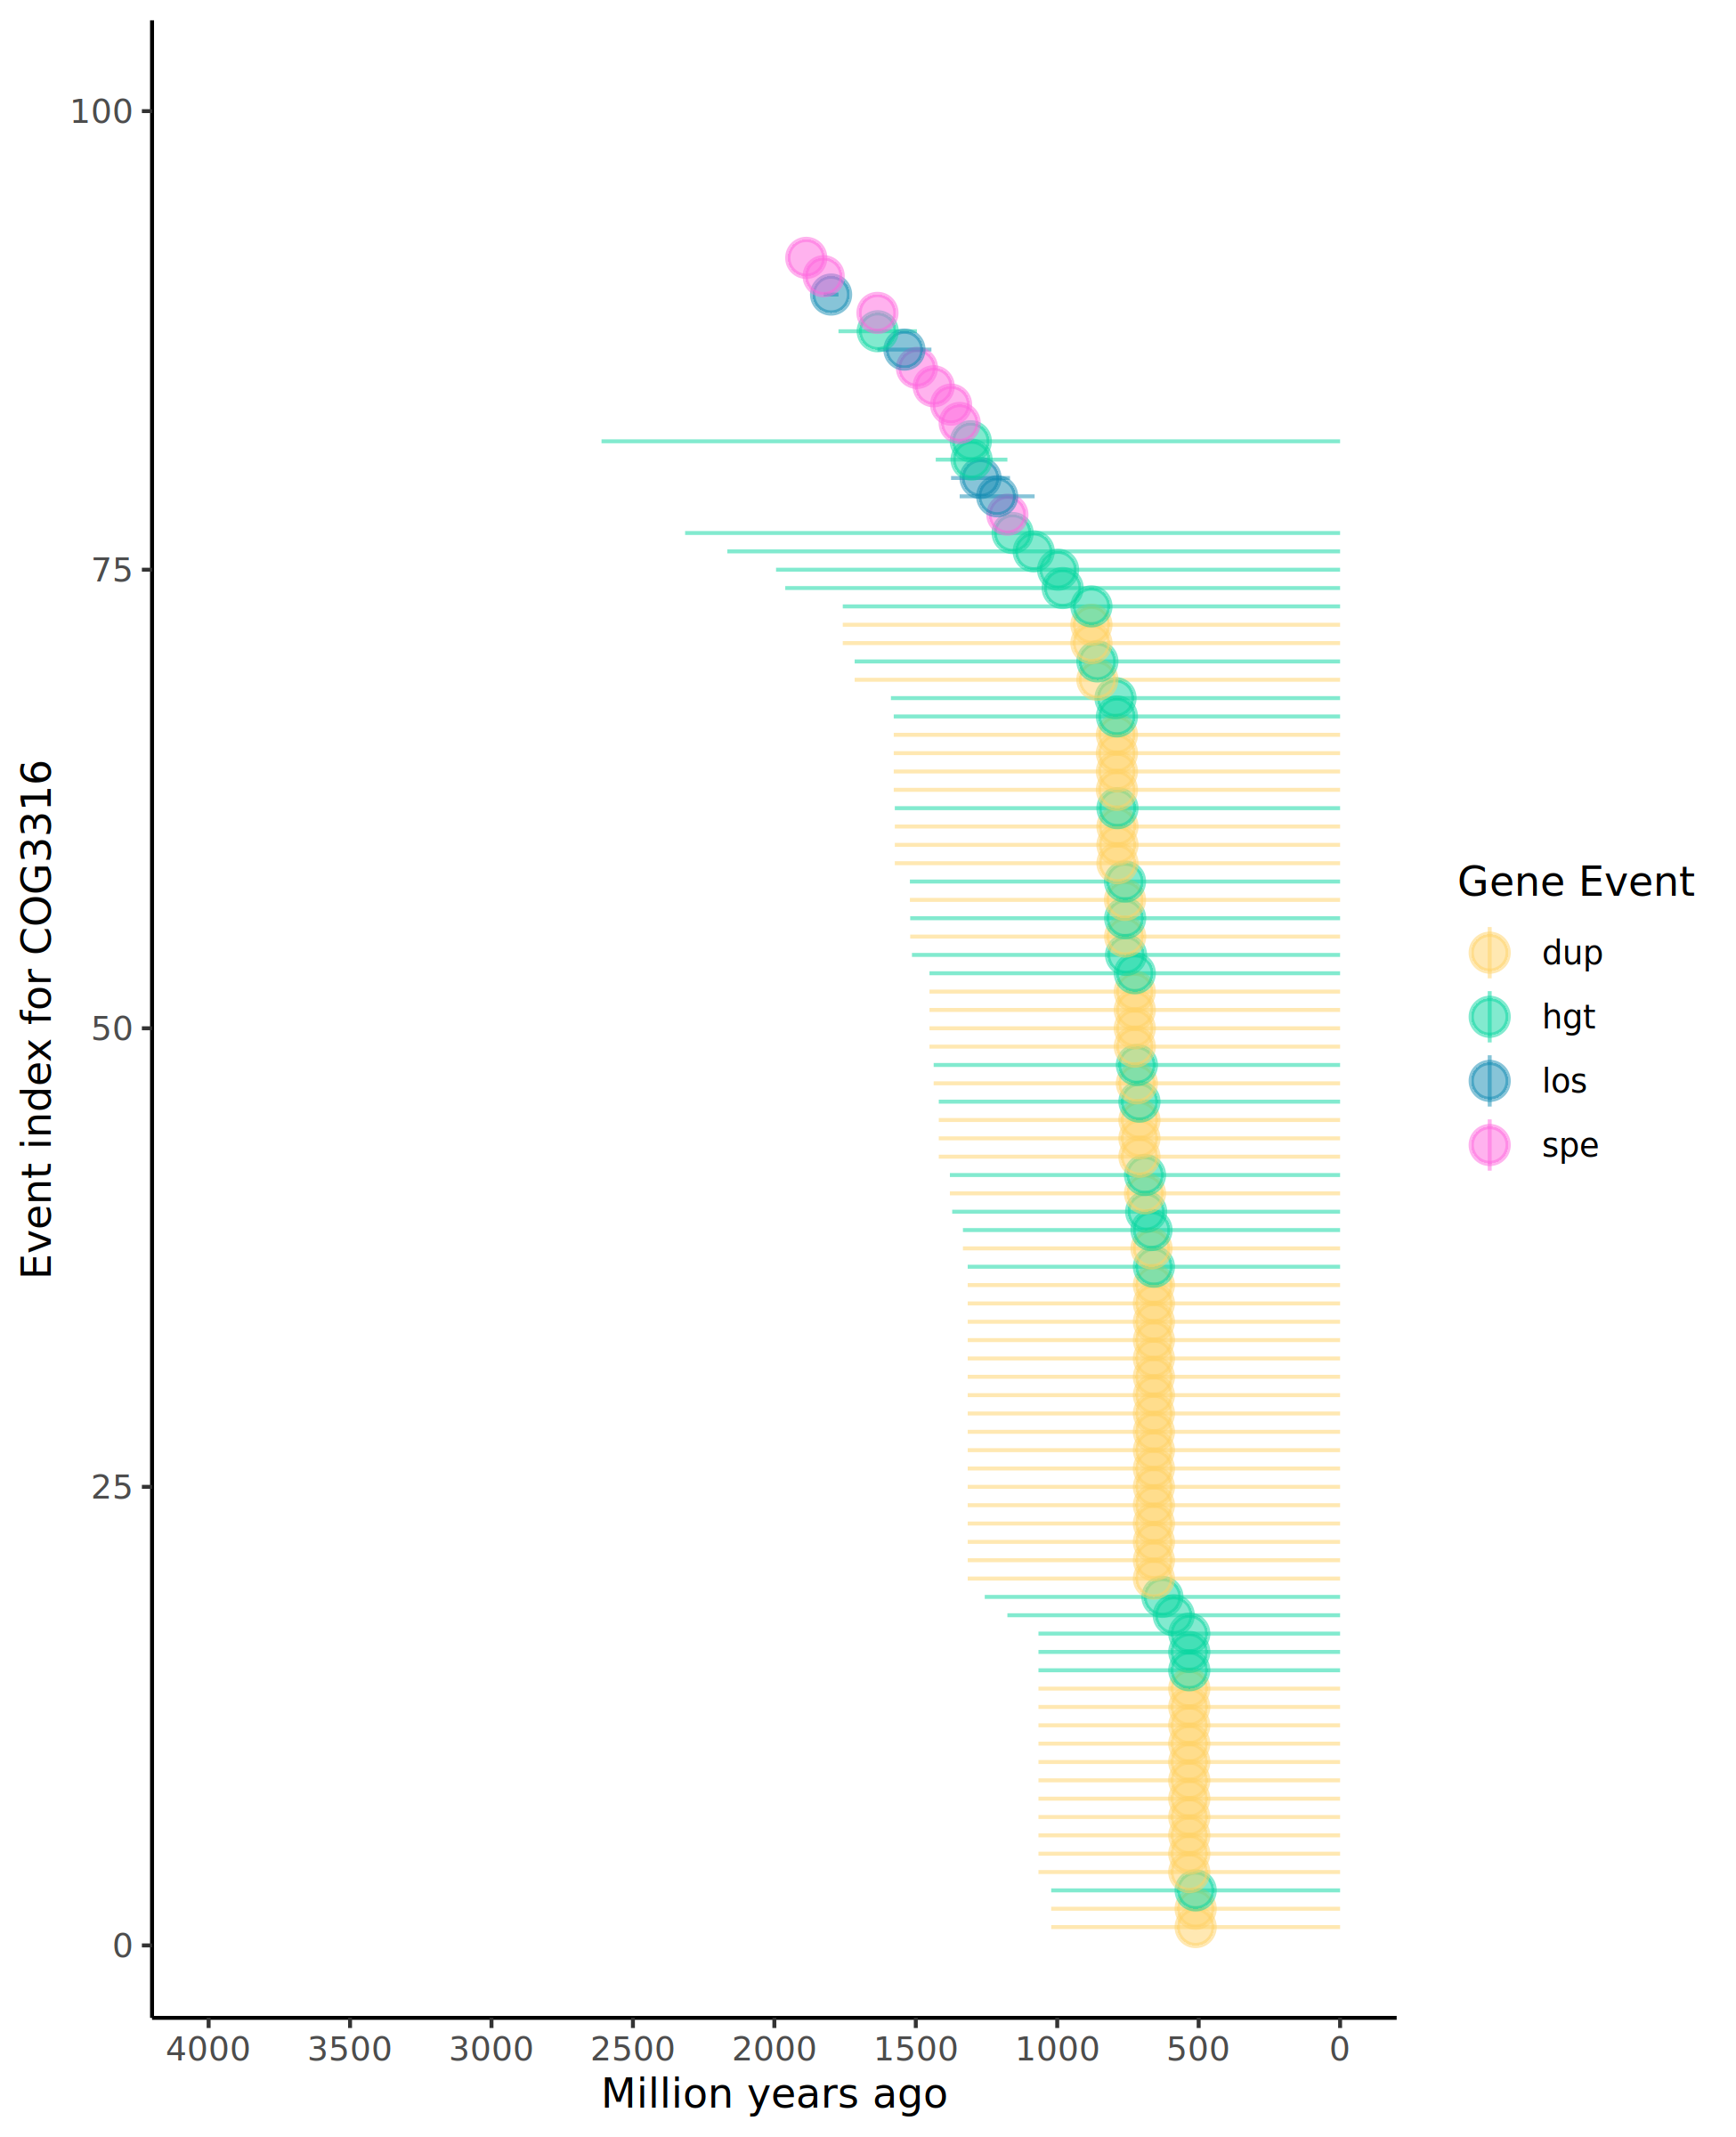 100
75
50
25
0
Event index for COG3316
4000 3500 3000 2500 2000 1500 1000 500 0
Million years ago
Gene Event
dup
hgt
los
spe